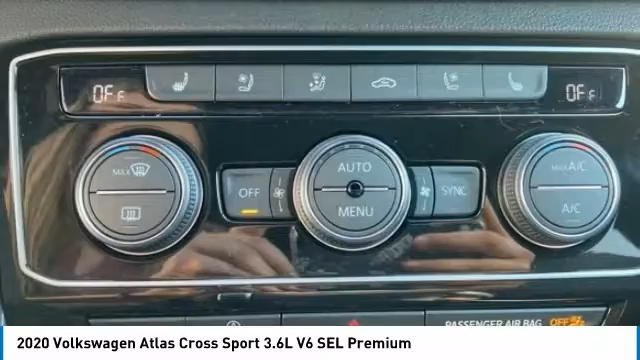 OFF
OFF
MAX
OFF
AUTO
MENU
SYNC
MAX A/C
A/C
PASSENGER AIR BAG OFF
2020 Volkswagen Atlas Cross Sport 3.6L V6 SEL Premium